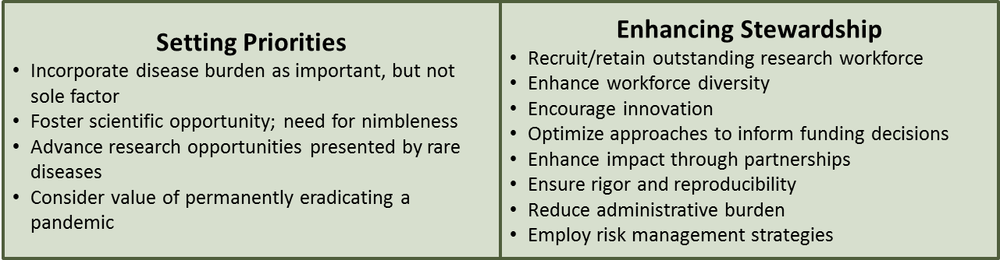 Setting Priorities
• Incorporate disease burden as important, but not
sole factor
• Foster scientific opportunity; need for nimbleness
• Advance research opportunities presented by rare
diseases
• Consider value of permanently eradicating a
pandemic
Enhancing Stewardship
• Recruit/retain outstanding research workforce
• Enhance workforce diversity
• Encourage innovation
• Optimize approaches to inform funding decisions
• Enhance impact through partnerships
• Ensure rigor and reproducibility
• Reduce administrative burden
• Employ risk management strategies